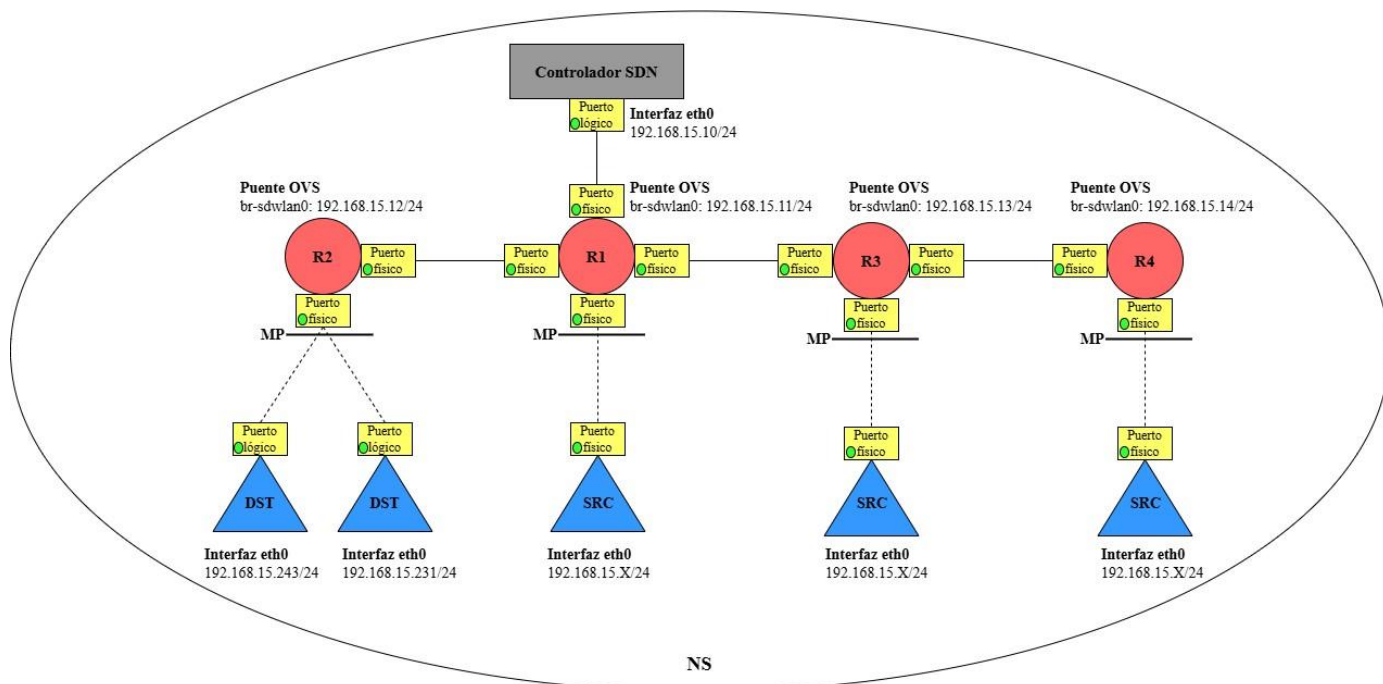 Controlador SDN
Puerto
lógico
Interfaz eth0
192.168.15.10/24
Puente OVS
br-sdwlan0: 192.168.15.12/24
Puerto
físico
Puente OVS
br-sdwlan0: 192.168.15.11/24
Puente OVS
br-sdwlan0: 192.168.15.13/24
Puente OVS
br-sdwlan0: 192.168.15.14/24
R2
Puerto
físico
Puerto
físico
R1
Puerto
físico
Puerto
físico
R3
Puerto
físico
Puerto
físico
R4
Puerto
físico
MP
Puerto
físico
MP
Puerto
físico
MP
Puerto
físico
MP
Puerto
lógico
Puerto
lógico
Puerto
físico
Puerto
físico
Puerto
físico
DST
DST
SRC
SRC
SRC
Interfaz eth0
192.168.15.243/24
Interfaz eth0
192.168.15.231/24
Interfaz eth0
192.168.15.X/24
Interfaz eth0
192.168.15.X/24
Interfaz eth0
192.168.15.X/24
NS